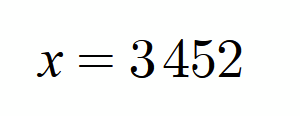 x = 3 452